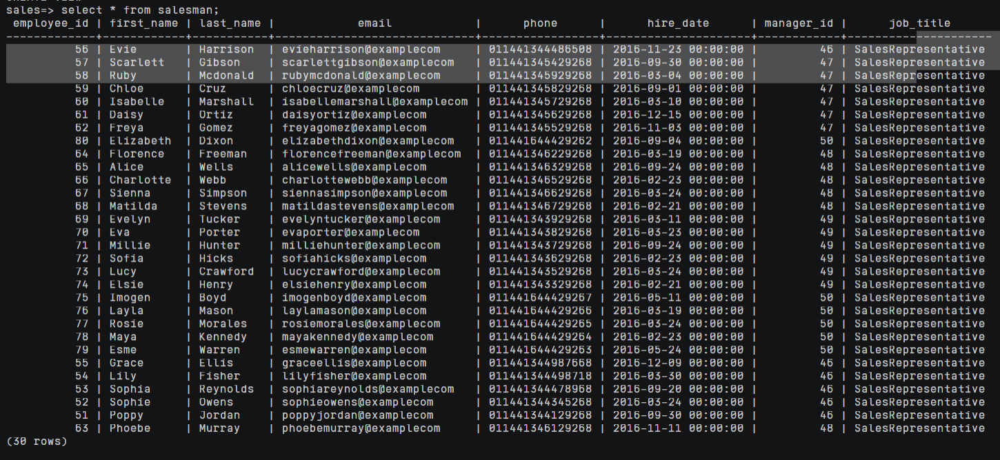 sales=> select * from salesman;
employee_id | first_name | last_name | email | phone | hire_date | manager_id | job_title
-------------+------------+-----------+-----------------------------+-----------------+---------------------+------------+---------------------
56 | Evie | Harrison | evieharrison@examplecom | 011441344486508 | 2016-11-23 00:00:00 | 46 | SalesRepresentative
57 | Scarlett | Gibson | scarlettgibson@examplecom | 011441345429268 | 2016-09-30 00:00:00 | 47 | SalesRepresentative
58 | Ruby | Mcdonald | rubymcdonald@examplecom | 011441345929268 | 2016-03-04 00:00:00 | 47 | SalesRepresentative
59 | Chloe | Cruz | chloecruz@examplecom | 011441345829268 | 2016-09-01 00:00:00 | 47 | SalesRepresentative
60 | Isabelle | Marshall | isabellemarshall@examplecom | 011441345729268 | 2016-03-10 00:00:00 | 47 | SalesRepresentative
61 | Daisy | Ortiz | daisyortiz@examplecom | 011441345629268 | 2016-12-15 00:00:00 | 47 | SalesRepresentative
62 | Freya | Gomez | freyagomez@examplecom | 011441345529268 | 2016-11-03 00:00:00 | 47 | SalesRepresentative
80 | Elizabeth | Dixon | elizabethdixon@examplecom | 011441644429262 | 2016-09-04 00:00:00 | 50 | SalesRepresentative
64 | Florence | Freeman | florencefreeman@examplecom | 011441346229268 | 2016-03-19 00:00:00 | 48 | SalesRepresentative
65 | Alice | Wells | alicewells@examplecom | 011441346329268 | 2016-09-24 00:00:00 | 48 | SalesRepresentative
66 | Charlotte | Webb | charlottewebb@examplecom | 011441346529268 | 2016-02-23 00:00:00 | 48 | SalesRepresentative
67 | Sienna | Simpson | siennasimpson@examplecom | 011441346629268 | 2016-03-24 00:00:00 | 48 | SalesRepresentative
68 | Matilda | Stevens | matildastevens@examplecom | 011441346729268 | 2016-02-21 00:00:00 | 48 | SalesRepresentative
69 | Evelyn | Tucker | evelyntucker@examplecom | 011441343929268 | 2016-03-11 00:00:00 | 49 | SalesRepresentative
70 | Eva | Porter | evaporter@examplecom | 011441343829268 | 2016-03-23 00:00:00 | 49 | SalesRepresentative
71 | Millie | Hunter | milliehunter@examplecom | 011441343729268 | 2016-09-24 00:00:00 | 49 | SalesRepresentative
72 | Sofia | Hicks | sofiahicks@examplecom | 011441343629268 | 2016-02-23 00:00:00 | 49 | SalesRepresentative
73 | Lucy | Crawford | lucycrawford@examplecom | 011441343529268 | 2016-03-24 00:00:00 | 49 | SalesRepresentative
74 | Elsie | Henry | elsiehenry@examplecom | 011441343329268 | 2016-02-21 00:00:00 | 49 | SalesRepresentative
75 | Imogen | Boyd | imogenboyd@examplecom | 011441644429267 | 2016-05-11 00:00:00 | 50 | SalesRepresentative
76 | Layla | Mason | laylamason@examplecom | 011441644429266 | 2016-03-19 00:00:00 | 50 | SalesRepresentative
77 | Rosie | Morales | rosiemorales@examplecom | 011441644429265 | 2016-03-24 00:00:00 | 50 | SalesRepresentative
78 | Maya | Kennedy | mayakennedy@examplecom | 011441644429264 | 2016-02-23 00:00:00 | 50 | SalesRepresentative
79 | Esme | Warren | esmewarren@examplecom | 011441644429263 | 2016-05-24 00:00:00 | 50 | SalesRepresentative
55 | Grace | Ellis | graceellis@examplecom | 011441344987668 | 2016-12-09 00:00:00 | 46 | SalesRepresentative
54 | Lily | Fisher | lilyfisher@examplecom | 011441344498718 | 2016-03-30 00:00:00 | 46 | SalesRepresentative
53 | Sophia | Reynolds | sophiareynolds@examplecom | 011441344478968 | 2016-09-20 00:00:00 | 46 | SalesRepresentative
52 | Sophie | Owens | sophieowens@examplecom | 011441344345268 | 2016-03-24 00:00:00 | 46 | SalesRepresentative
51 | Poppy | Jordan | poppyjordan@examplecom | 011441344129268 | 2016-09-30 00:00:00 | 46 | SalesRepresentative
63 | Phoebe | Murray | phoebemurray@examplecom | 011441346129268 | 2016-11-11 00:00:00 | 48 | SalesRepresentative
(30 rows)